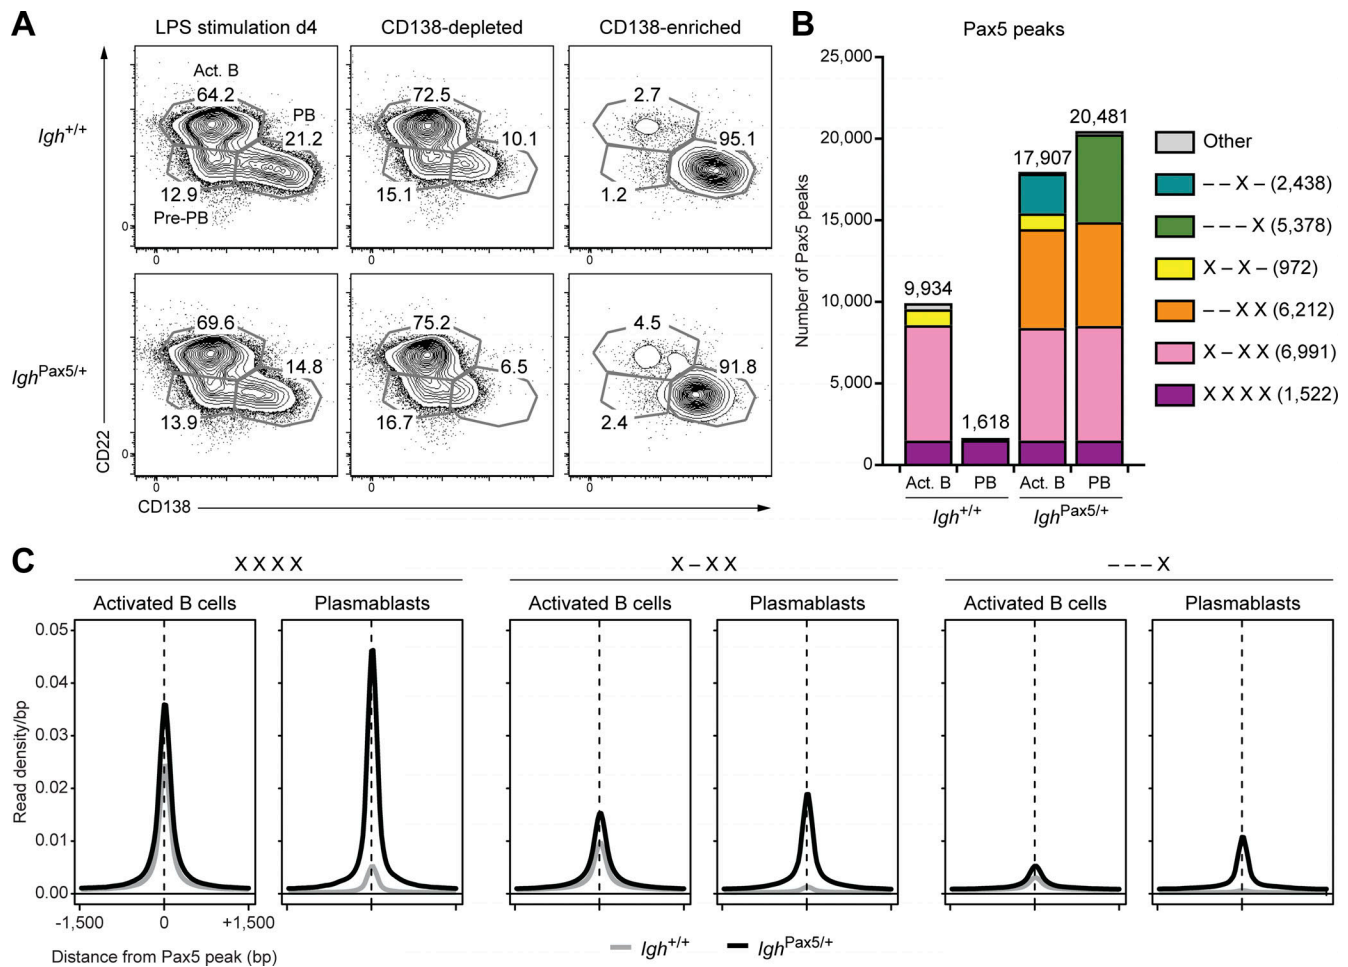 A
LPS stimulation d4
CD138-depleted
CD138-enriched
Igh+/+
Act. B
64.2
PB
21.2
12.9
Pre-PB
0
0
72.5
10.1
15.1
0
2.7
95.1
1.2
0
IghPax5/+
69.6
14.8
13.9
0
0
75.2
6.5
16.7
0
4.5
91.8
2.4
0
CD22
CD138
B
Pax5 peaks
Number of Pax5 peaks
25,000
20,000
15,000
10,000
5,000
0
9,934
1,618
17,907
20,481
Act. B
PB
Act. B
PB
Igh+/+
IghPax5/+
Other
– – X – (2,438)
– – – X (5,378)
X – X – (972)
– – X X (6,212)
X – X X (6,991)
X X X X (1,522)
C
X X X X
X – X X
– – – X
Activated B cells
Plasmablasts
Activated B cells
Plasmablasts
Activated B cells
Plasmablasts
Read density/bp
0.05
0.04
0.03
0.02
0.01
0.00
-1,500
0
+1,500
Distance from Pax5 peak (bp)
Igh+/+
IghPax5/+